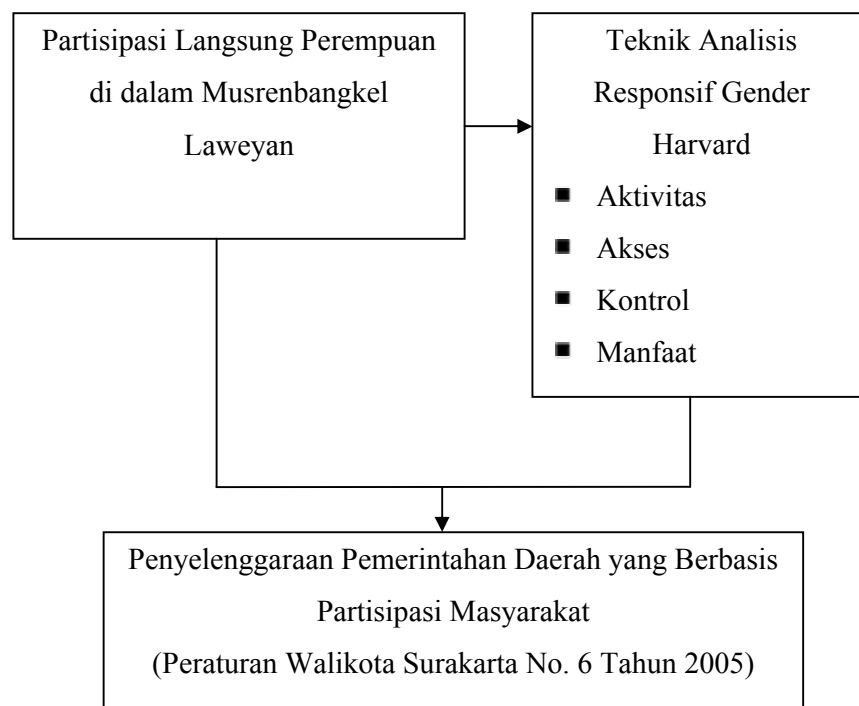 Partisipasi Langsung Perempuan
di dalam Musrenbangkel
Laweyan
Teknik Analisis
Responsif Gender
Harvard
Aktivitas
Akses
Kontrol
Manfaat
Penyelenggaraan Pemerintahan Daerah yang Berbasis
Partisipasi Masyarakat
(Peraturan Walikota Surakarta No. 6 Tahun 2005)